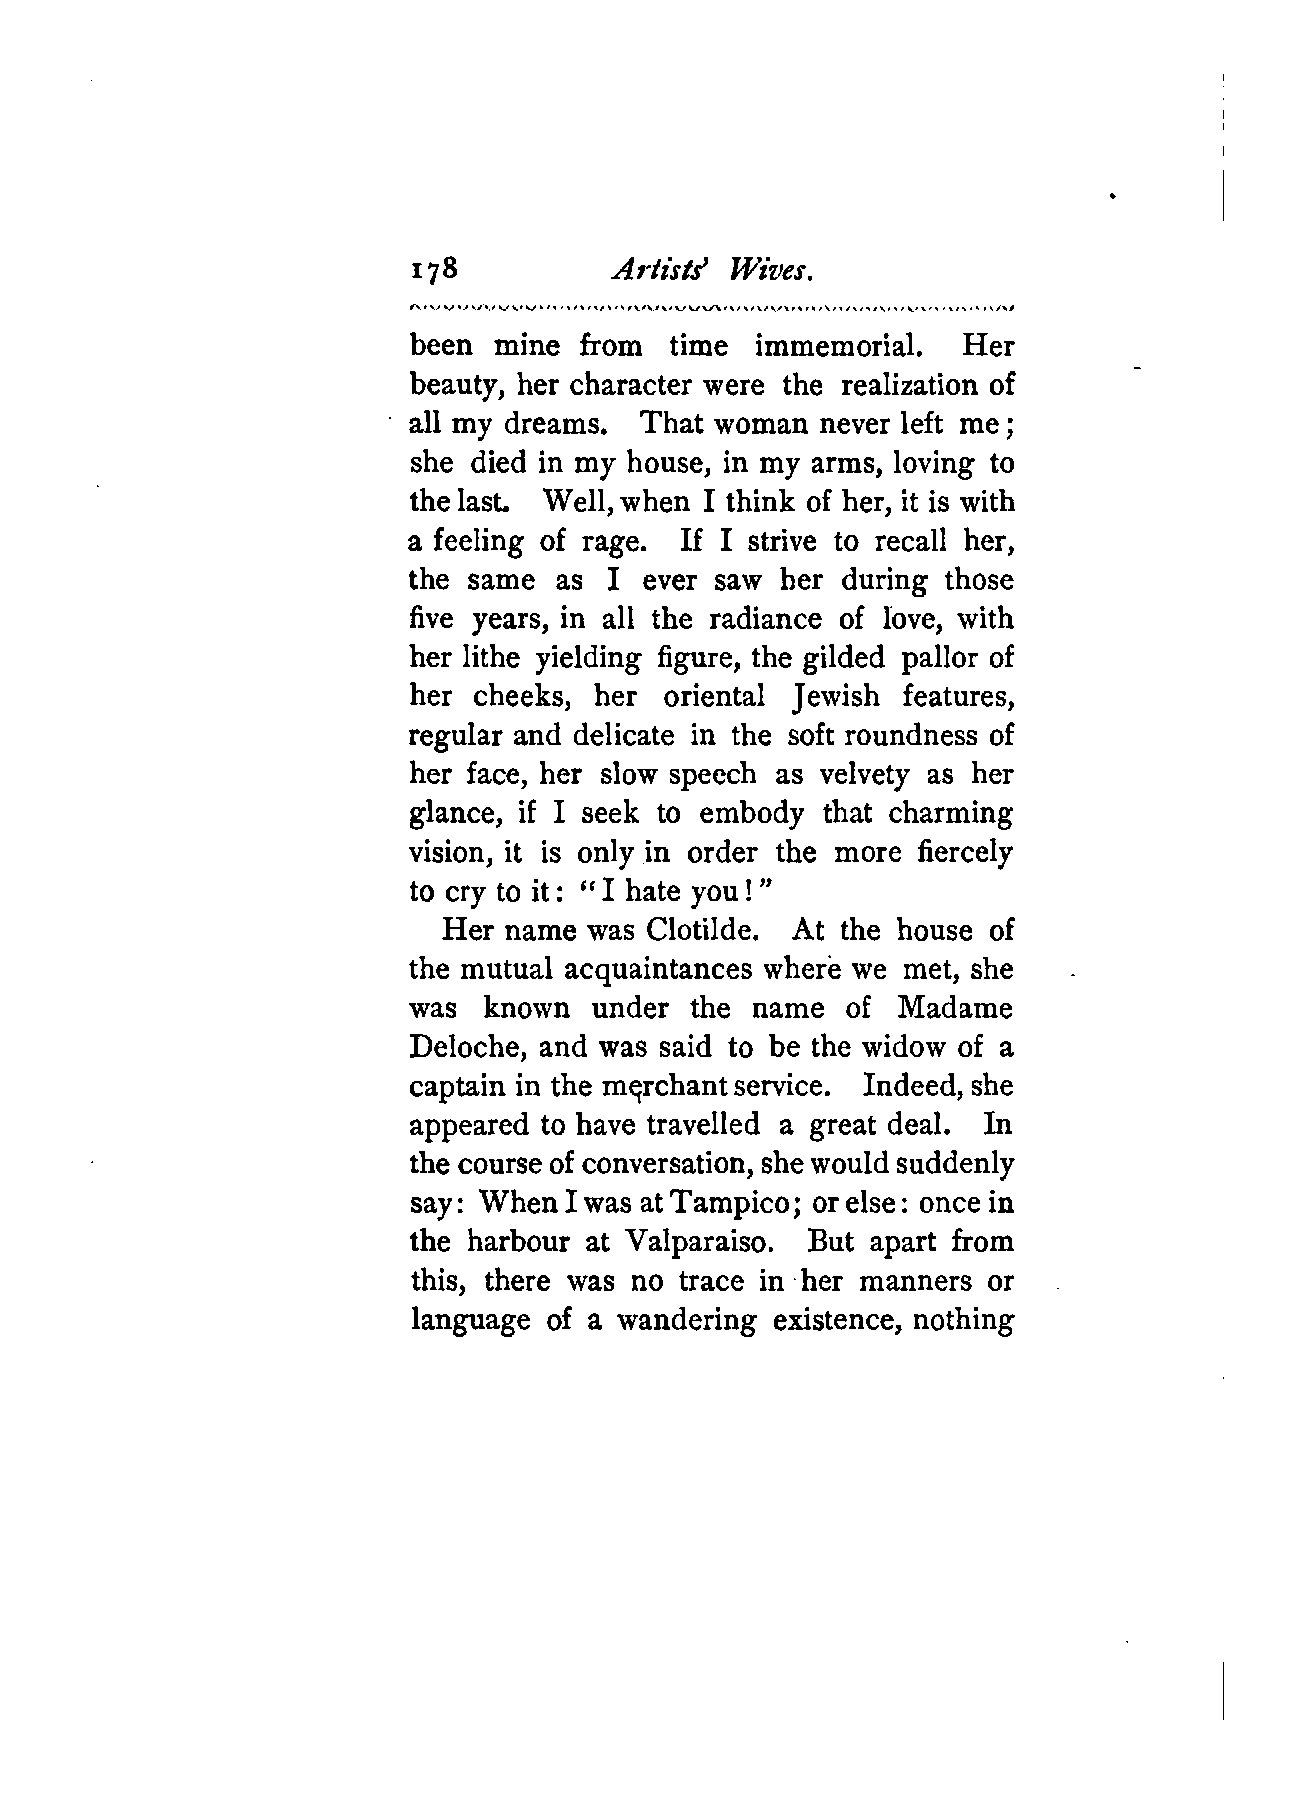 178 Artists' Wives.
been mine from time immemorial. Her
beauty, her character were the realization of
all my dreams. That woman never left me;
she died in my house, in my arms, loving to
the last. Well, when I think of her, it is with
a feeling of rage. If I strive to recall her,
the same as I ever saw her during those
five years, in all the radiance of love, with
her lithe yielding figure, the gilded pallor of
her cheeks, her oriental Jewish features,
regular and delicate in the soft roundness of
her face, her slow speech as velvety as her
glance, if I seek to embody that charming
vision, it is only in order the more fiercely
to cry to it: "I hate you!"
Her name was Clotilde. At the house of
the mutual acquaintances where we met, she
was known under the name of Madame
Deloche, and was said to be the widow of a
captain in the merchant service. Indeed, she
appeared to have travelled a great deal. In
the course of conversation, she would suddenly
say: When I was at Tampico; or else: once in
the harbour at Valparaiso. But apart from
this, there was no trace in her manners or
language of a wandering existence, nothing